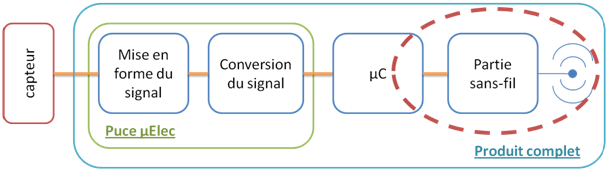 capteur
Mise en
forme du
signal
Conversion
du signal
µC
Partie
sans-fil
Puce µElec
Produit complet